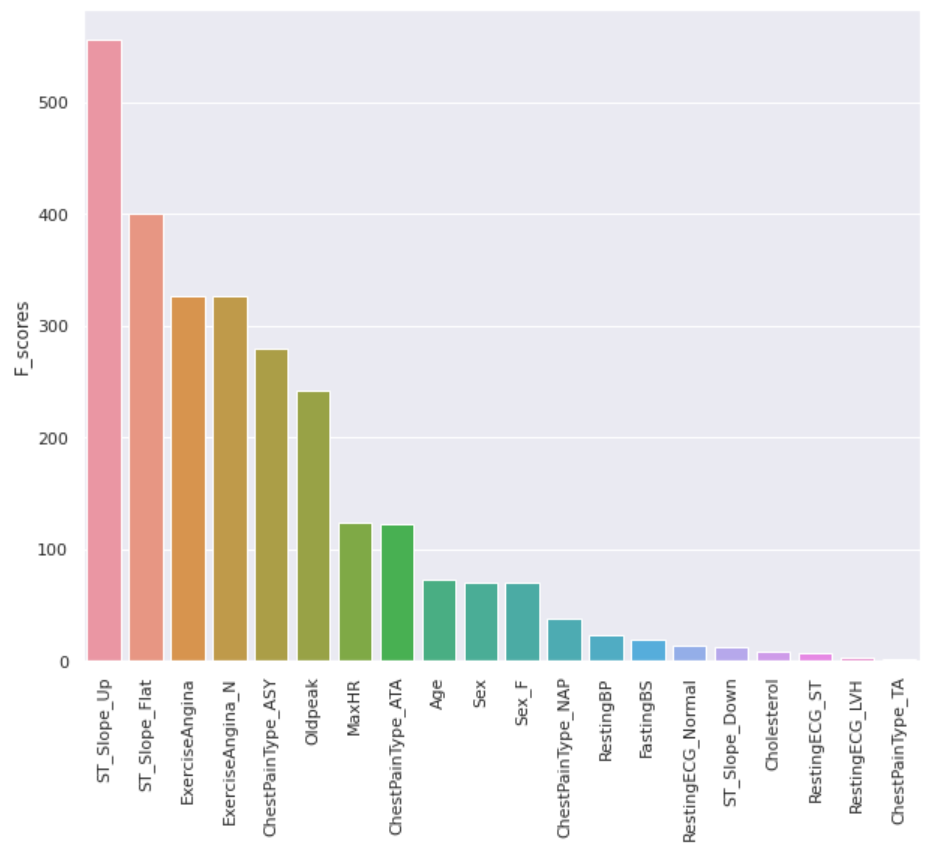 500
400
300
200
100
0
F_scores
ST_Slope_Up
ST_Slope_Flat
ExerciseAngina
ExerciseAngina_N
ChestPainType_ASY
Oldpeak
MaxHR
ChestPainType_ATA
Age
Sex
Sex_F
ChestPainType_NAP
RestingBP
FastingBS
RestingECG_Normal
ST_Slope_Down
Cholesterol
RestingECG_ST
RestingECG_LVH
ChestPainType_TA